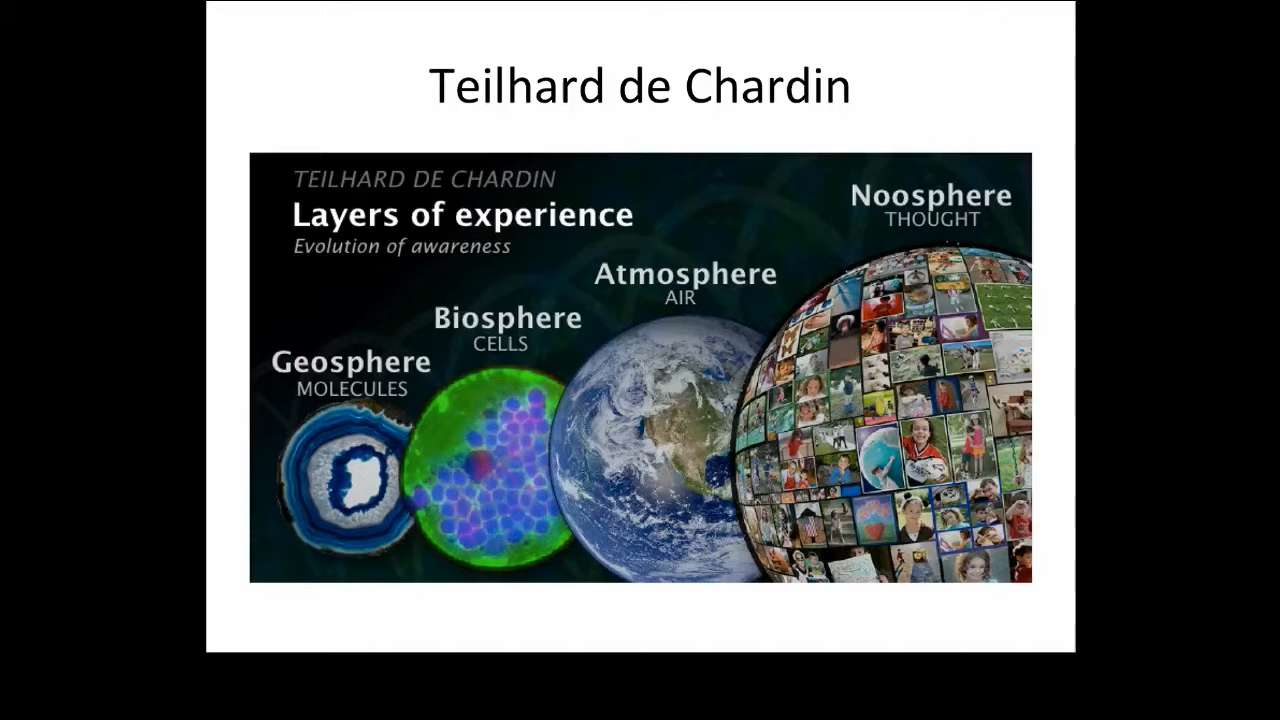 Teilhard de Chardin
TEILHARD DE CHARDIN
Layers of experience
Evolution of awareness
Noosphere
THOUGHT
Atmosphere
AIR
Biosphere
CELLS
Geosphere
MOLECULES